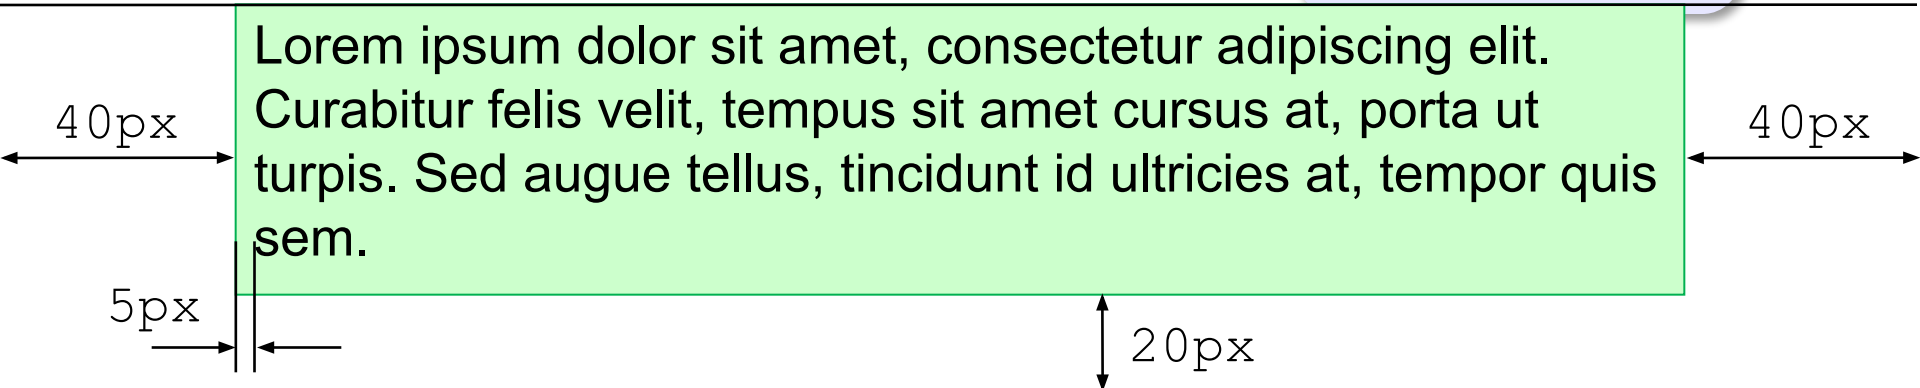 Lorem ipsum dolor sit amet, consectetur adipiscing elit.
Curabitur felis velit, tempus sit amet cursus at, porta ut
turpis. Sed augue tellus, tincidunt id ultricies at, tempor quis
sem.
40px
40px
5px
20px